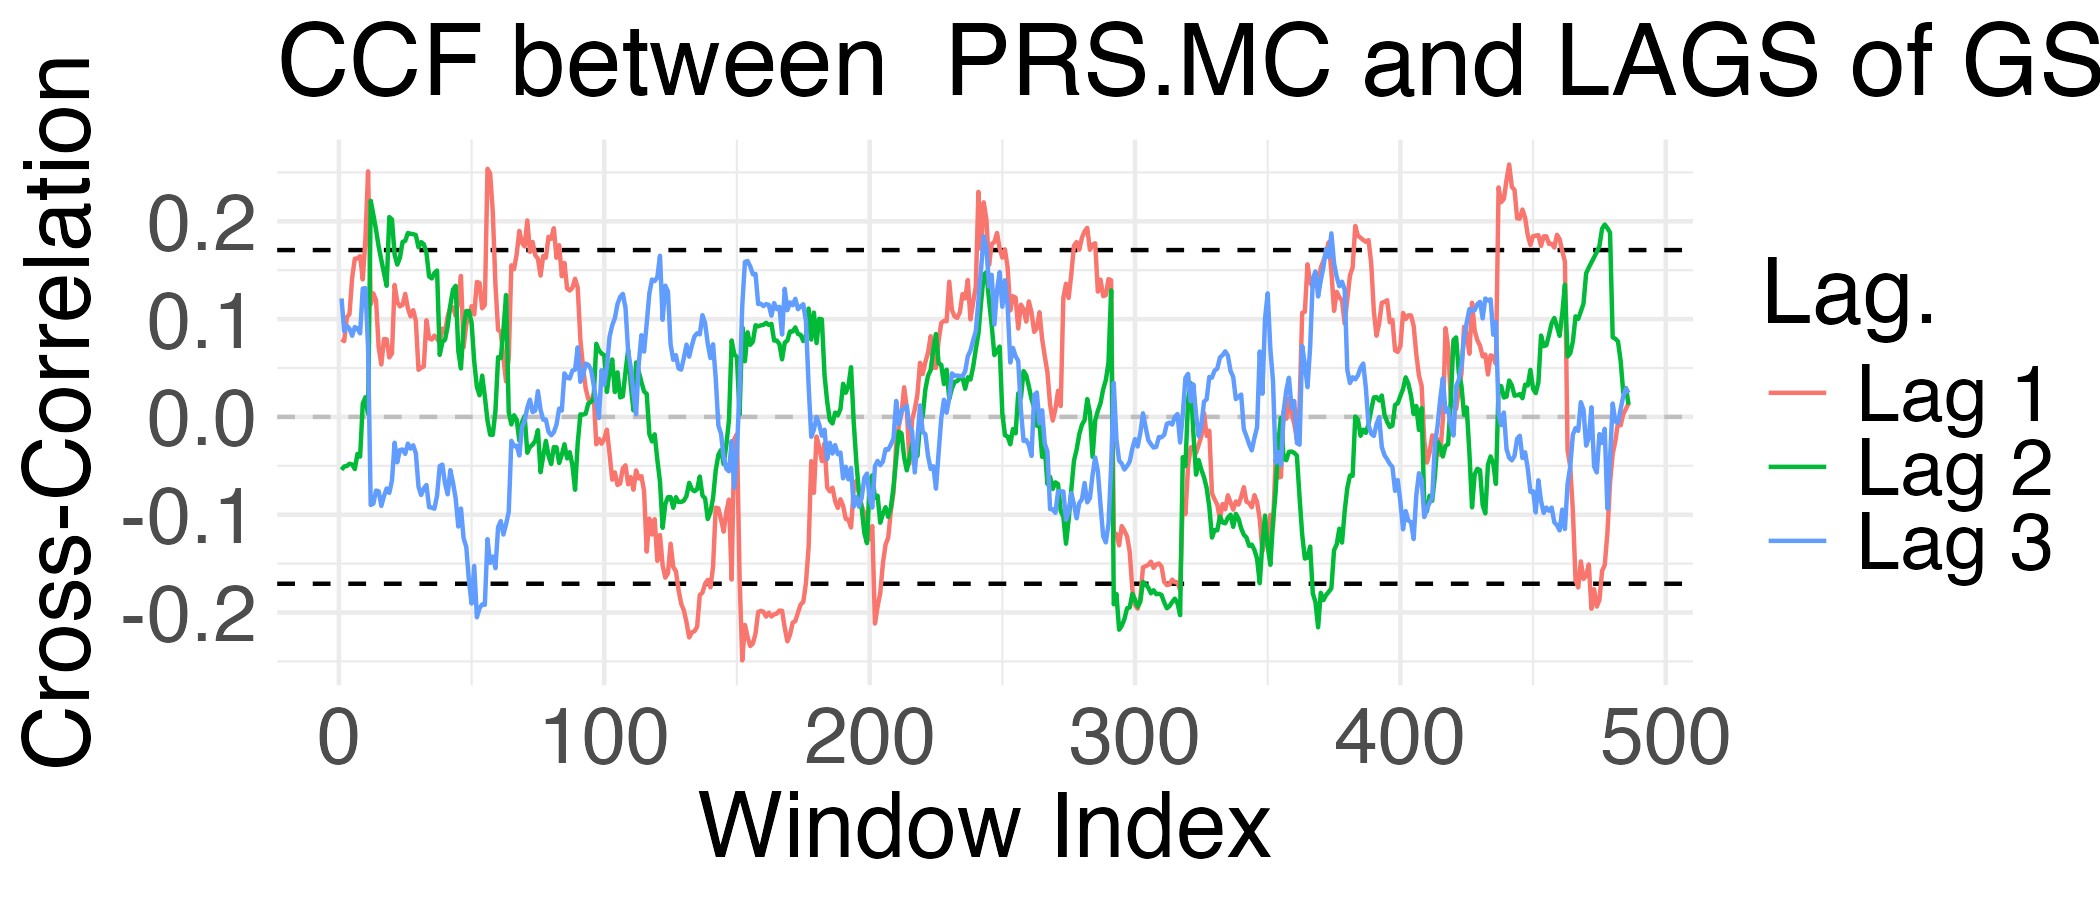 CCF between PRS.MC and LAGS of GS
Cross-Correlation
0.2
0.1
0.0
-0.1
-0.2
0 100 200 300 400 500
Window Index
Lag.
Lag 1
Lag 2
Lag 3